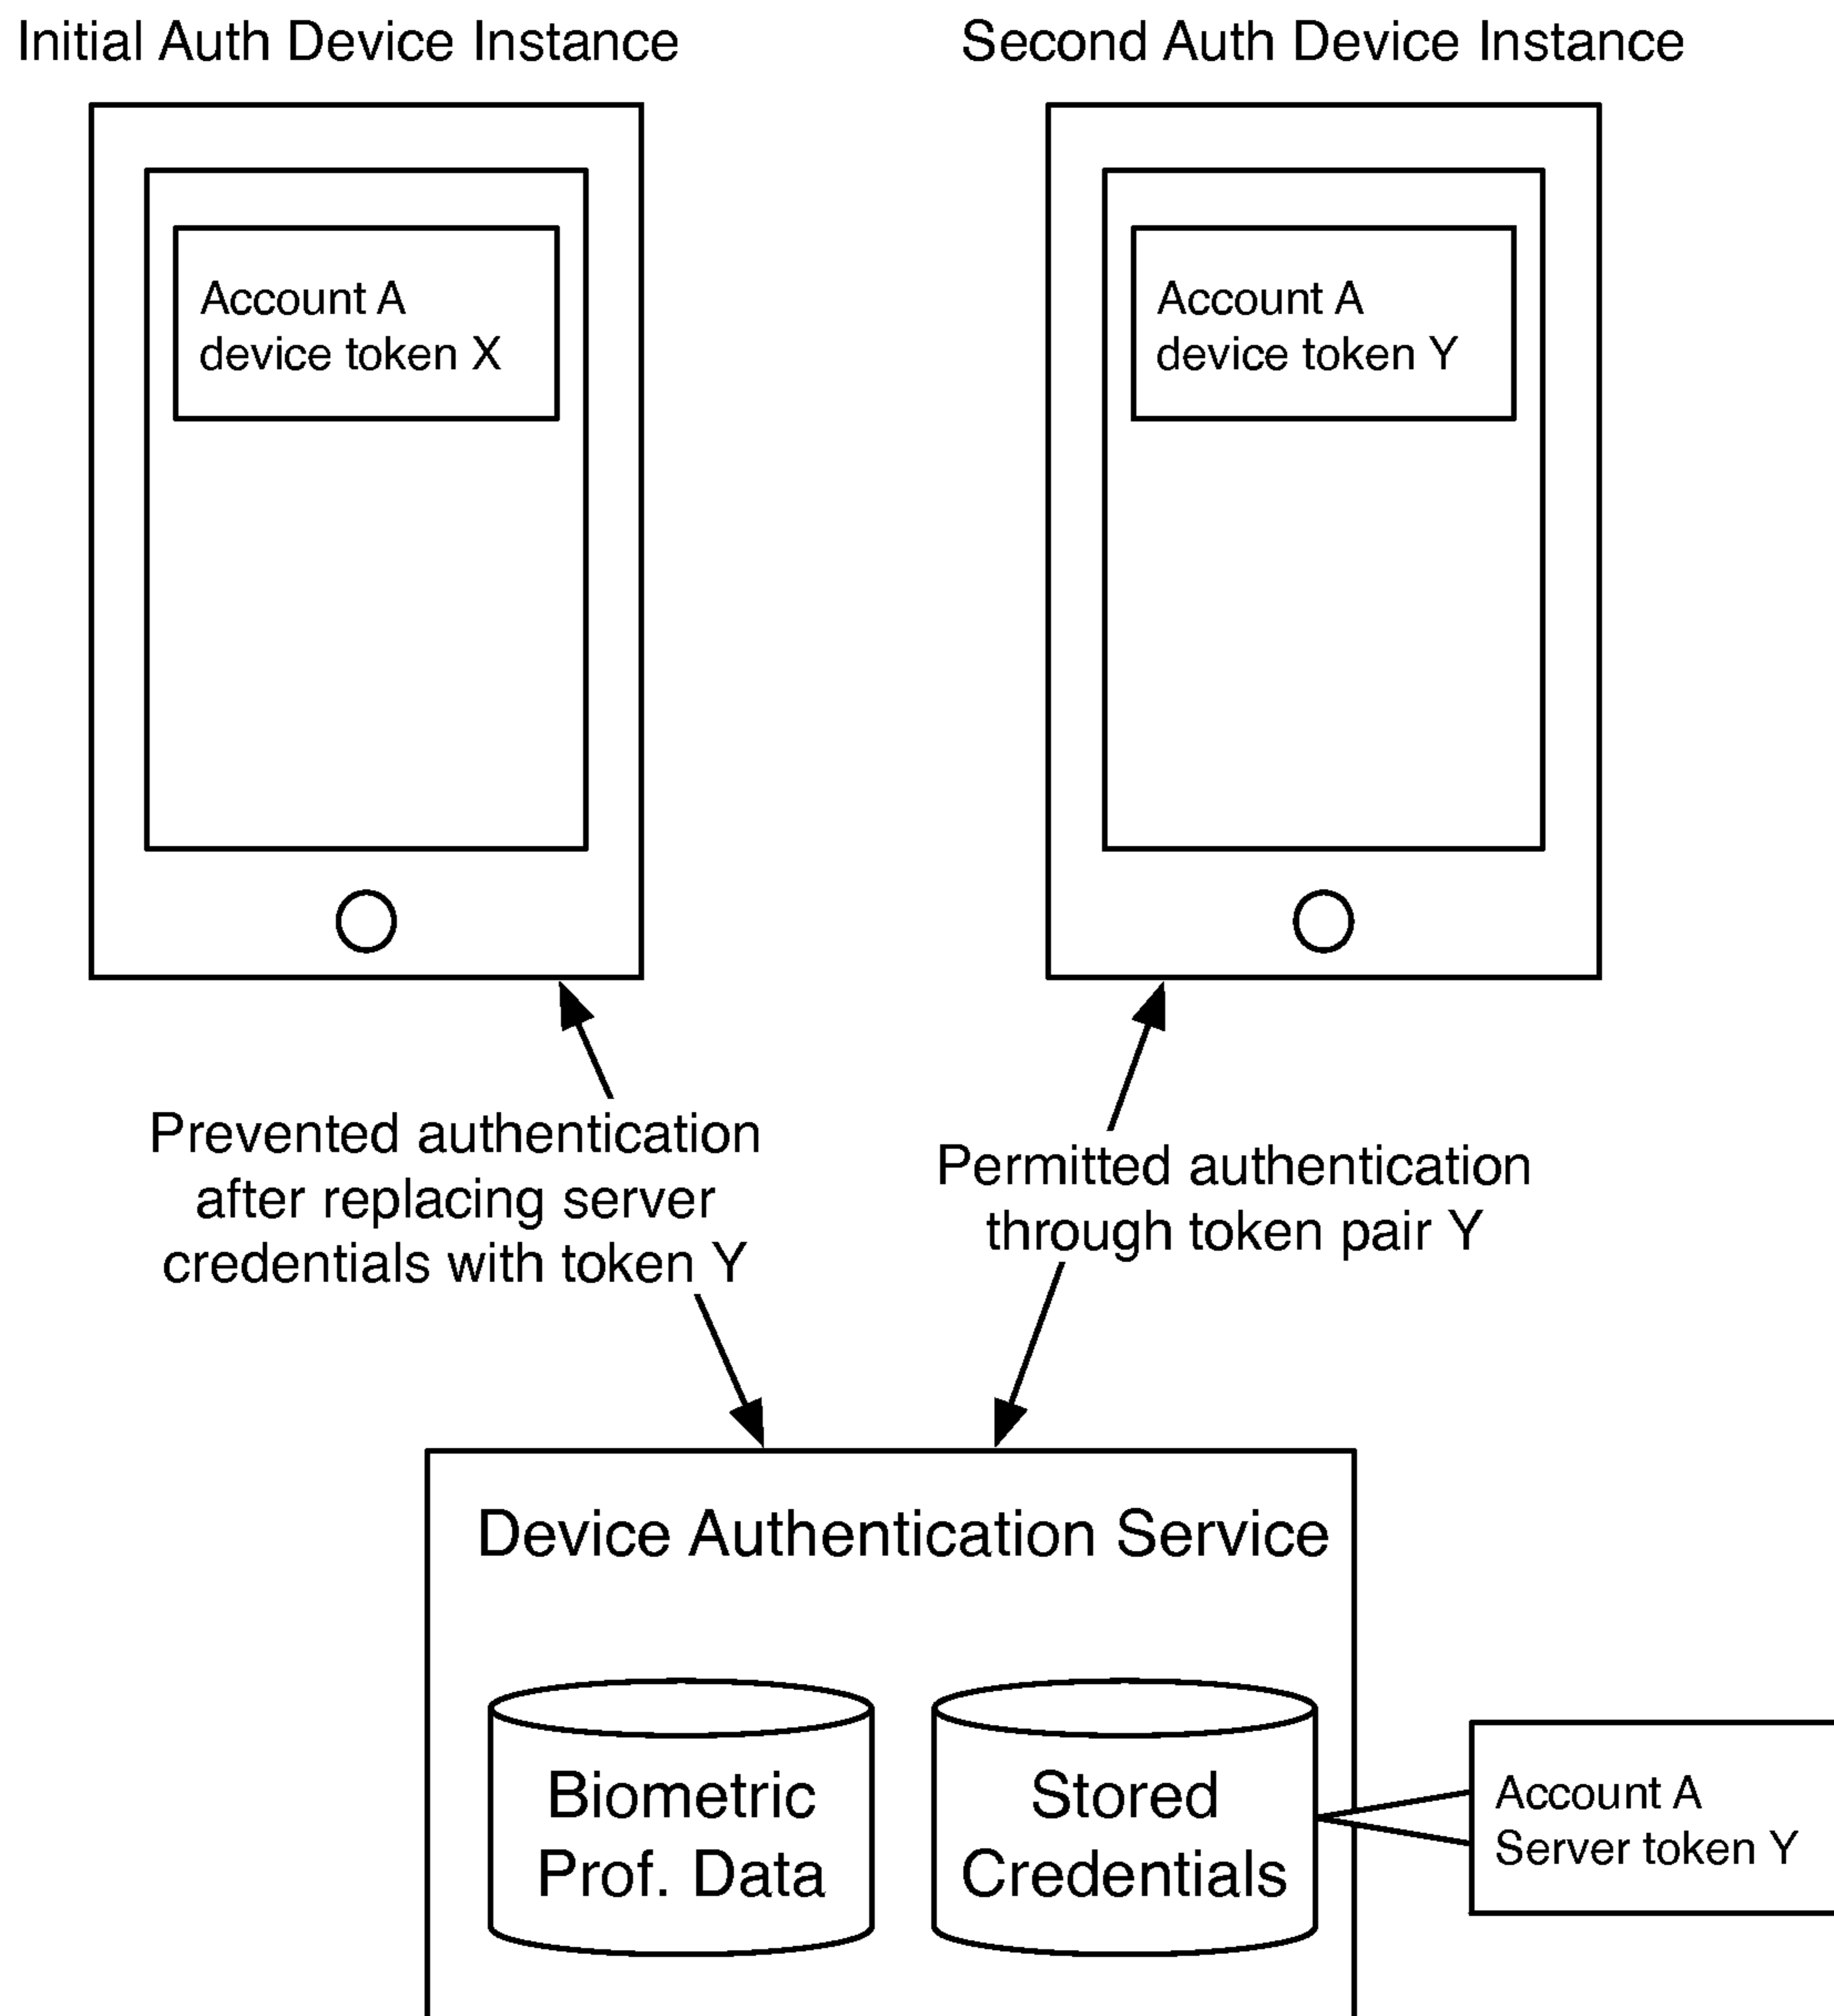 Initial Auth Device Instance
Second Auth Device Instance
Account A
device token X
Account A
device token Y
Prevented authentication
after replacing server
credentials with token Y
Permitted authentication
through token pair Y
Device Authentication Service
Biometric
Prof. Data
Stored
Credentials
Account A
Server token Y